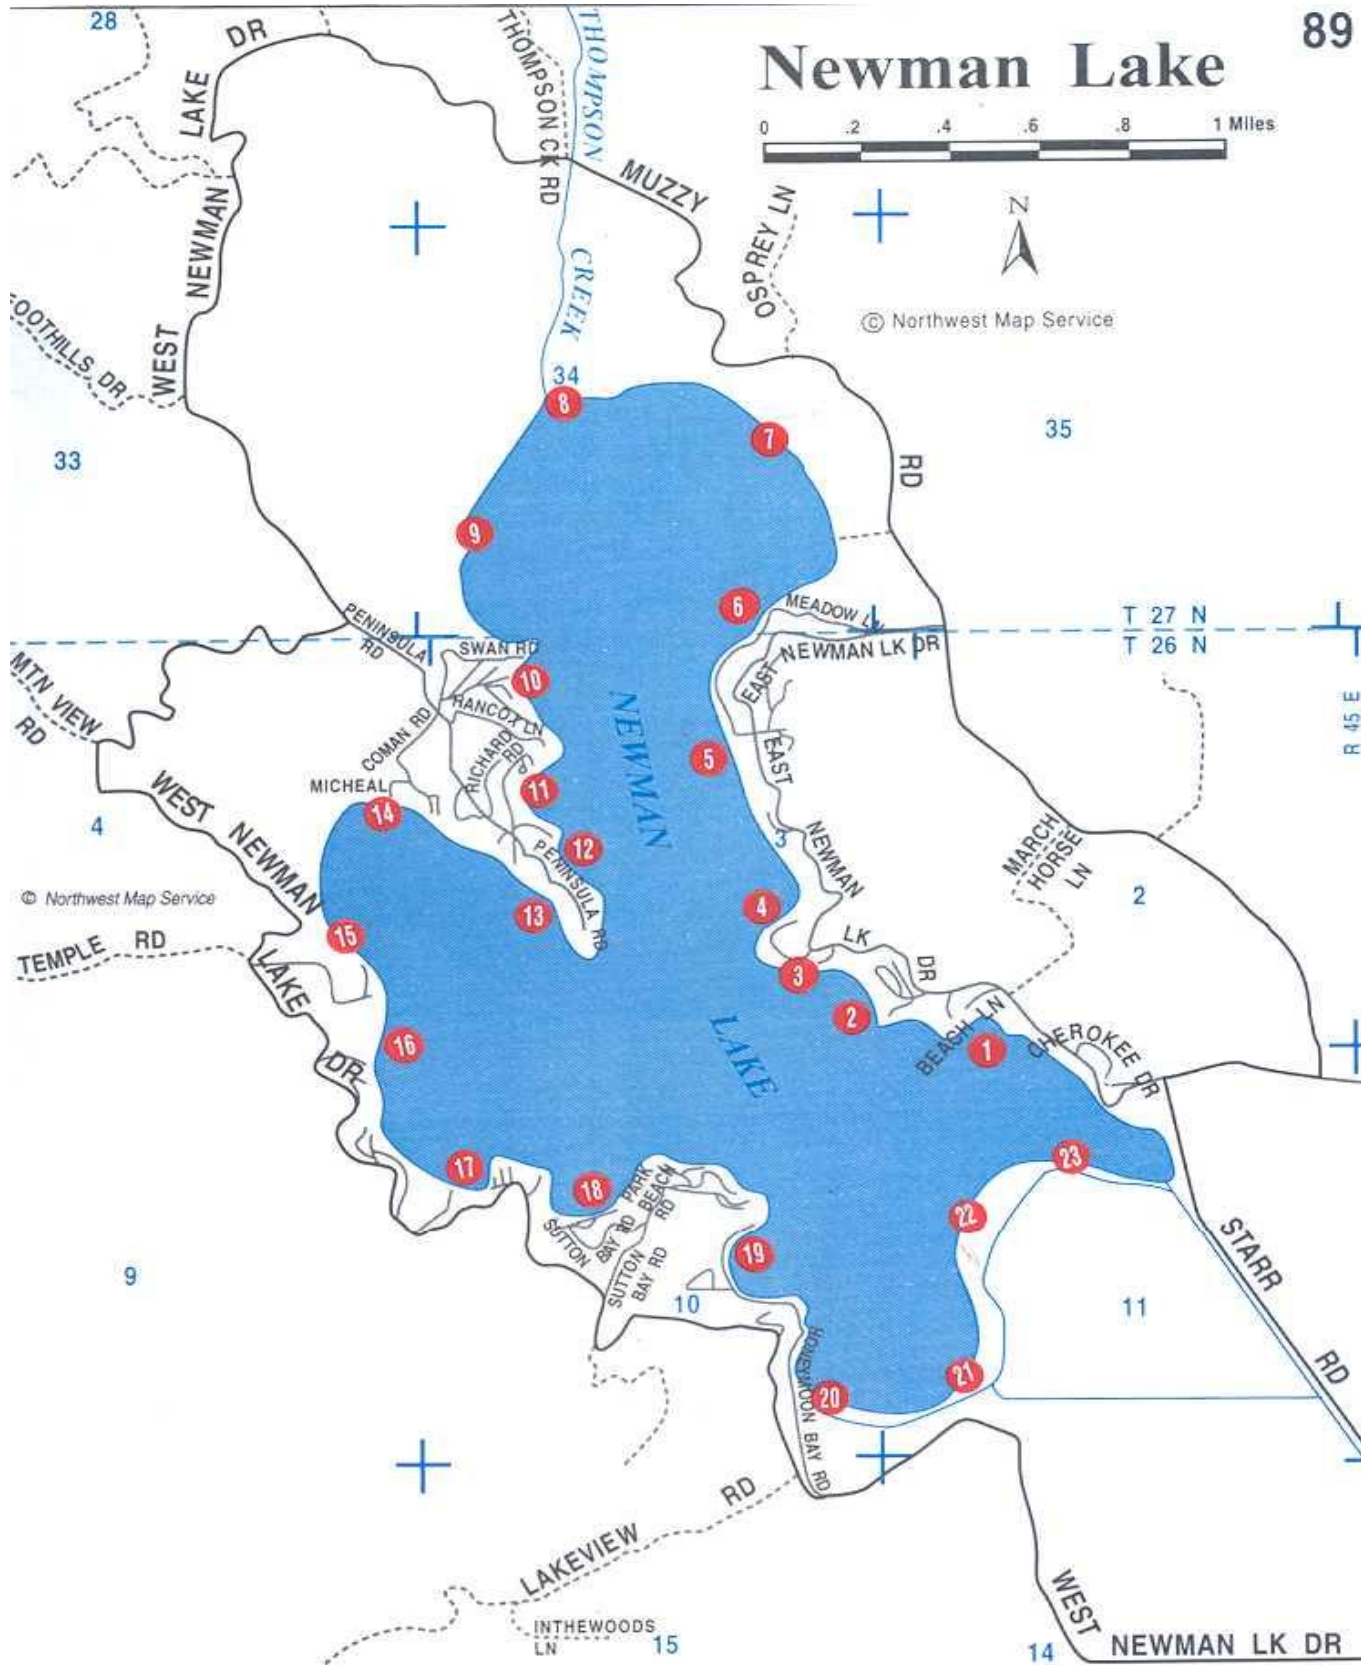 28
89
Newman Lake
0 .2 .4 .6 .8 1 Miles
N
© Northwest Map Service
WEST NEWMAN LAKE DR
THOMPSON CK RD
THOMPSON CREEK
MUZZY RD
OSPREY LN
OOTHILLS DR
34
35
33
8
7
9
6
MEADOW LN
T 27 N
T 26 N
R 45 E
EAST NEWMAN LK DR
PENINSULA RD
SWAN RD
10
HANCOX LN
COMAN RD
RICHARD RD
MICHEAL
MTN VIEW RD
NEWMAN LAKE
5
11
14
12
PENINSULA RD
13
4
3
EAST NEWMAN LK DR
MARCH HORSE LN
2
4
© Northwest Map Service
WEST NEWMAN LAKE DR
TEMPLE RD
15
3
2
16
BEACH LN
1
CHEROKEE DR
23
17
18
22
SUTTON BAY RD
PARK BEACH RD
SUTTON BAY RD
19
9
10
11
STARR RD
HONEYMOON BAY RD
21
20
LAKEVIEW RD
INTHEWOODS LN
15
14
WEST NEWMAN LK DR